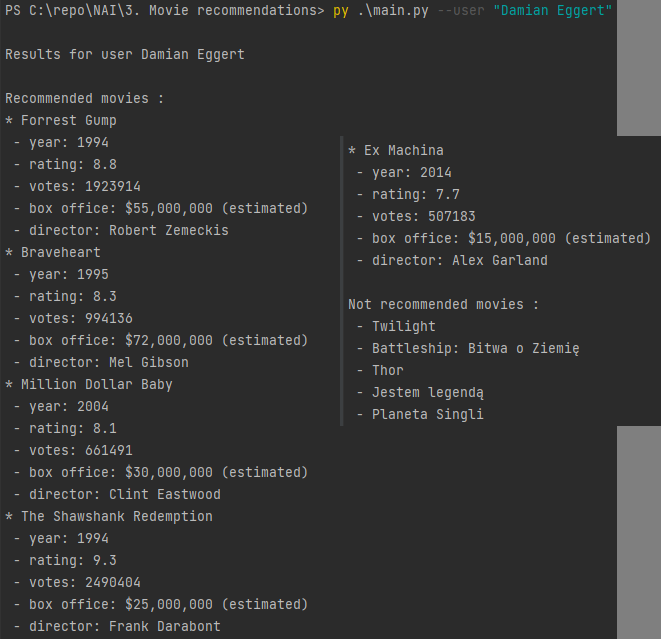 PS C:\repo\NAI\3. Movie recommendations> py .\main.py --user "Damian Eggert"
Results for user Damian Eggert
Recommended movies :
* Forrest Gump
- year: 1994
- rating: 8.8
- votes: 1923914
- box office: $55,000,000 (estimated)
- director: Robert Zemeckis
* Braveheart
- year: 1995
- rating: 8.3
- votes: 994136
- box office: $72,000,000 (estimated)
- director: Mel Gibson
* Million Dollar Baby
- year: 2004
- rating: 8.1
- votes: 661491
- box office: $30,000,000 (estimated)
- director: Clint Eastwood
* The Shawshank Redemption
- year: 1994
- rating: 9.3
- votes: 2490404
- box office: $25,000,000 (estimated)
- director: Frank Darabont
* Ex Machina
- year: 2014
- rating: 7.7
- votes: 507183
- box office: $15,000,000 (estimated)
- director: Alex Garland
Not recommended movies :
- Twilight
- Battleship: Bitwa o Ziemię
- Thor
- Jestem legendą
- Planeta Singli